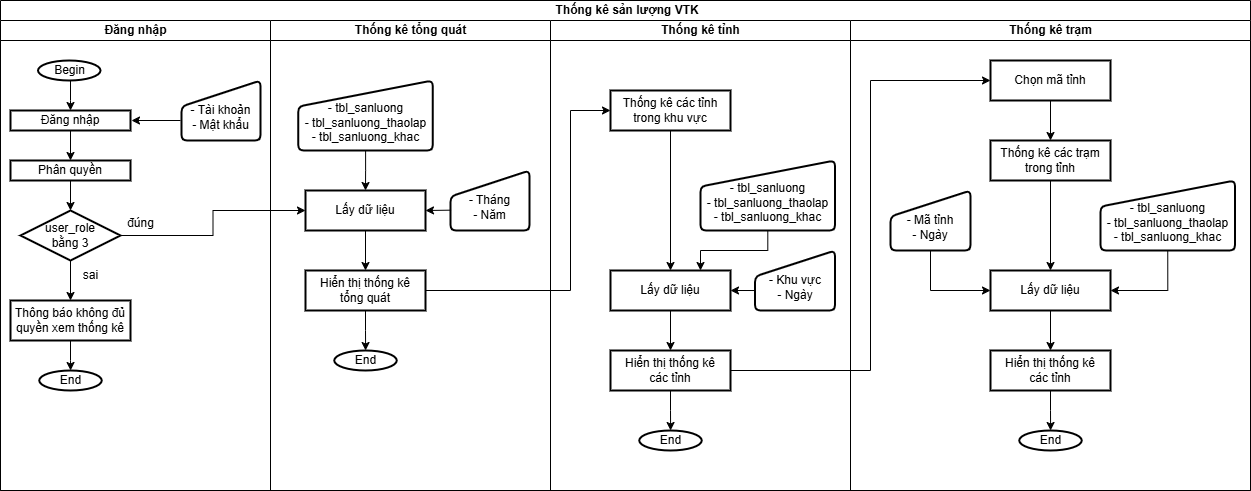 Thống kê sản lượng VTK
Đăng nhập
Begin
Đăng nhập
- Tài khoản
- Mật khẩu
Phân quyền
user_role
bằng 3
đúng
sai
Thông báo không đủ
quyền xem thống kê
End
Thống kê tổng quát
- tbl_sanluong
- tbl_sanluong_thaolap
- tbl_sanluong_khac
Lấy dữ liệu
- Tháng
- Năm
Hiển thị thống kê
tổng quát
End
Thống kê tỉnh
Thống kê các tỉnh
trong khu vực
- tbl_sanluong
- tbl_sanluong_thaolap
- tbl_sanluong_khac
Lấy dữ liệu
- Khu vực
- Ngày
Hiển thị thống kê
các tỉnh
End
Thống kê trạm
Chọn mã tỉnh
Thống kê các trạm
trong tỉnh
- Mã tỉnh
- Ngày
- tbl_sanluong
- tbl_sanluong_thaolap
- tbl_sanluong_khac
Lấy dữ liệu
Hiển thị thống kê
các tỉnh
End